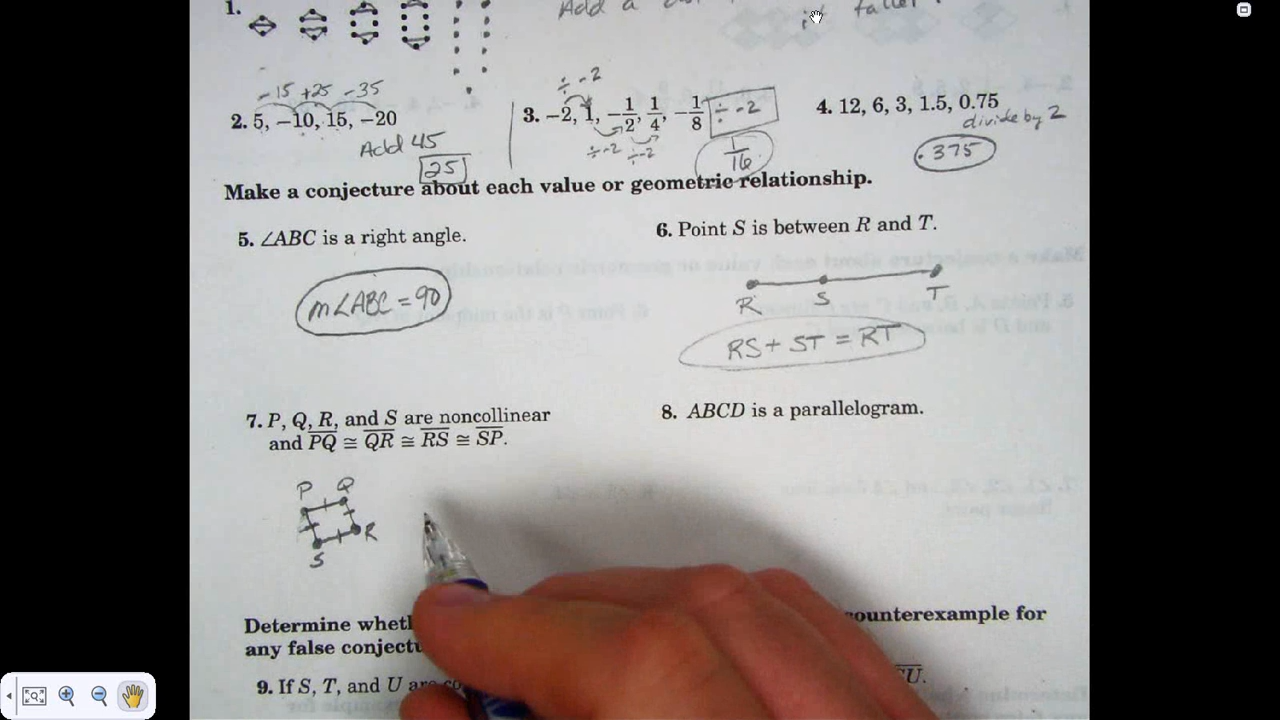 1.
Add a
taller
-15 +25 -35
2. 5, −10, 15, −20
Add 45
25
÷ -2
3. −2, 1, −1/2, 1/4, −1/8
÷ -2
÷ -2 ÷ -2
1/16
4. 12, 6, 3, 1.5, 0.75
divide by 2
.375
Make a conjecture about each value or geometric relationship.
5. ∠ABC is a right angle.
m∠ABC = 90
6. Point S is between R and T.
R S T
RS + ST = RT
7. P, Q, R, and S are noncollinear
and PQ ≅ QR ≅ RS ≅ SP.
P Q
R
S
8. ABCD is a parallelogram.
Determine counterexample for
any false
9. If S, T, and U are